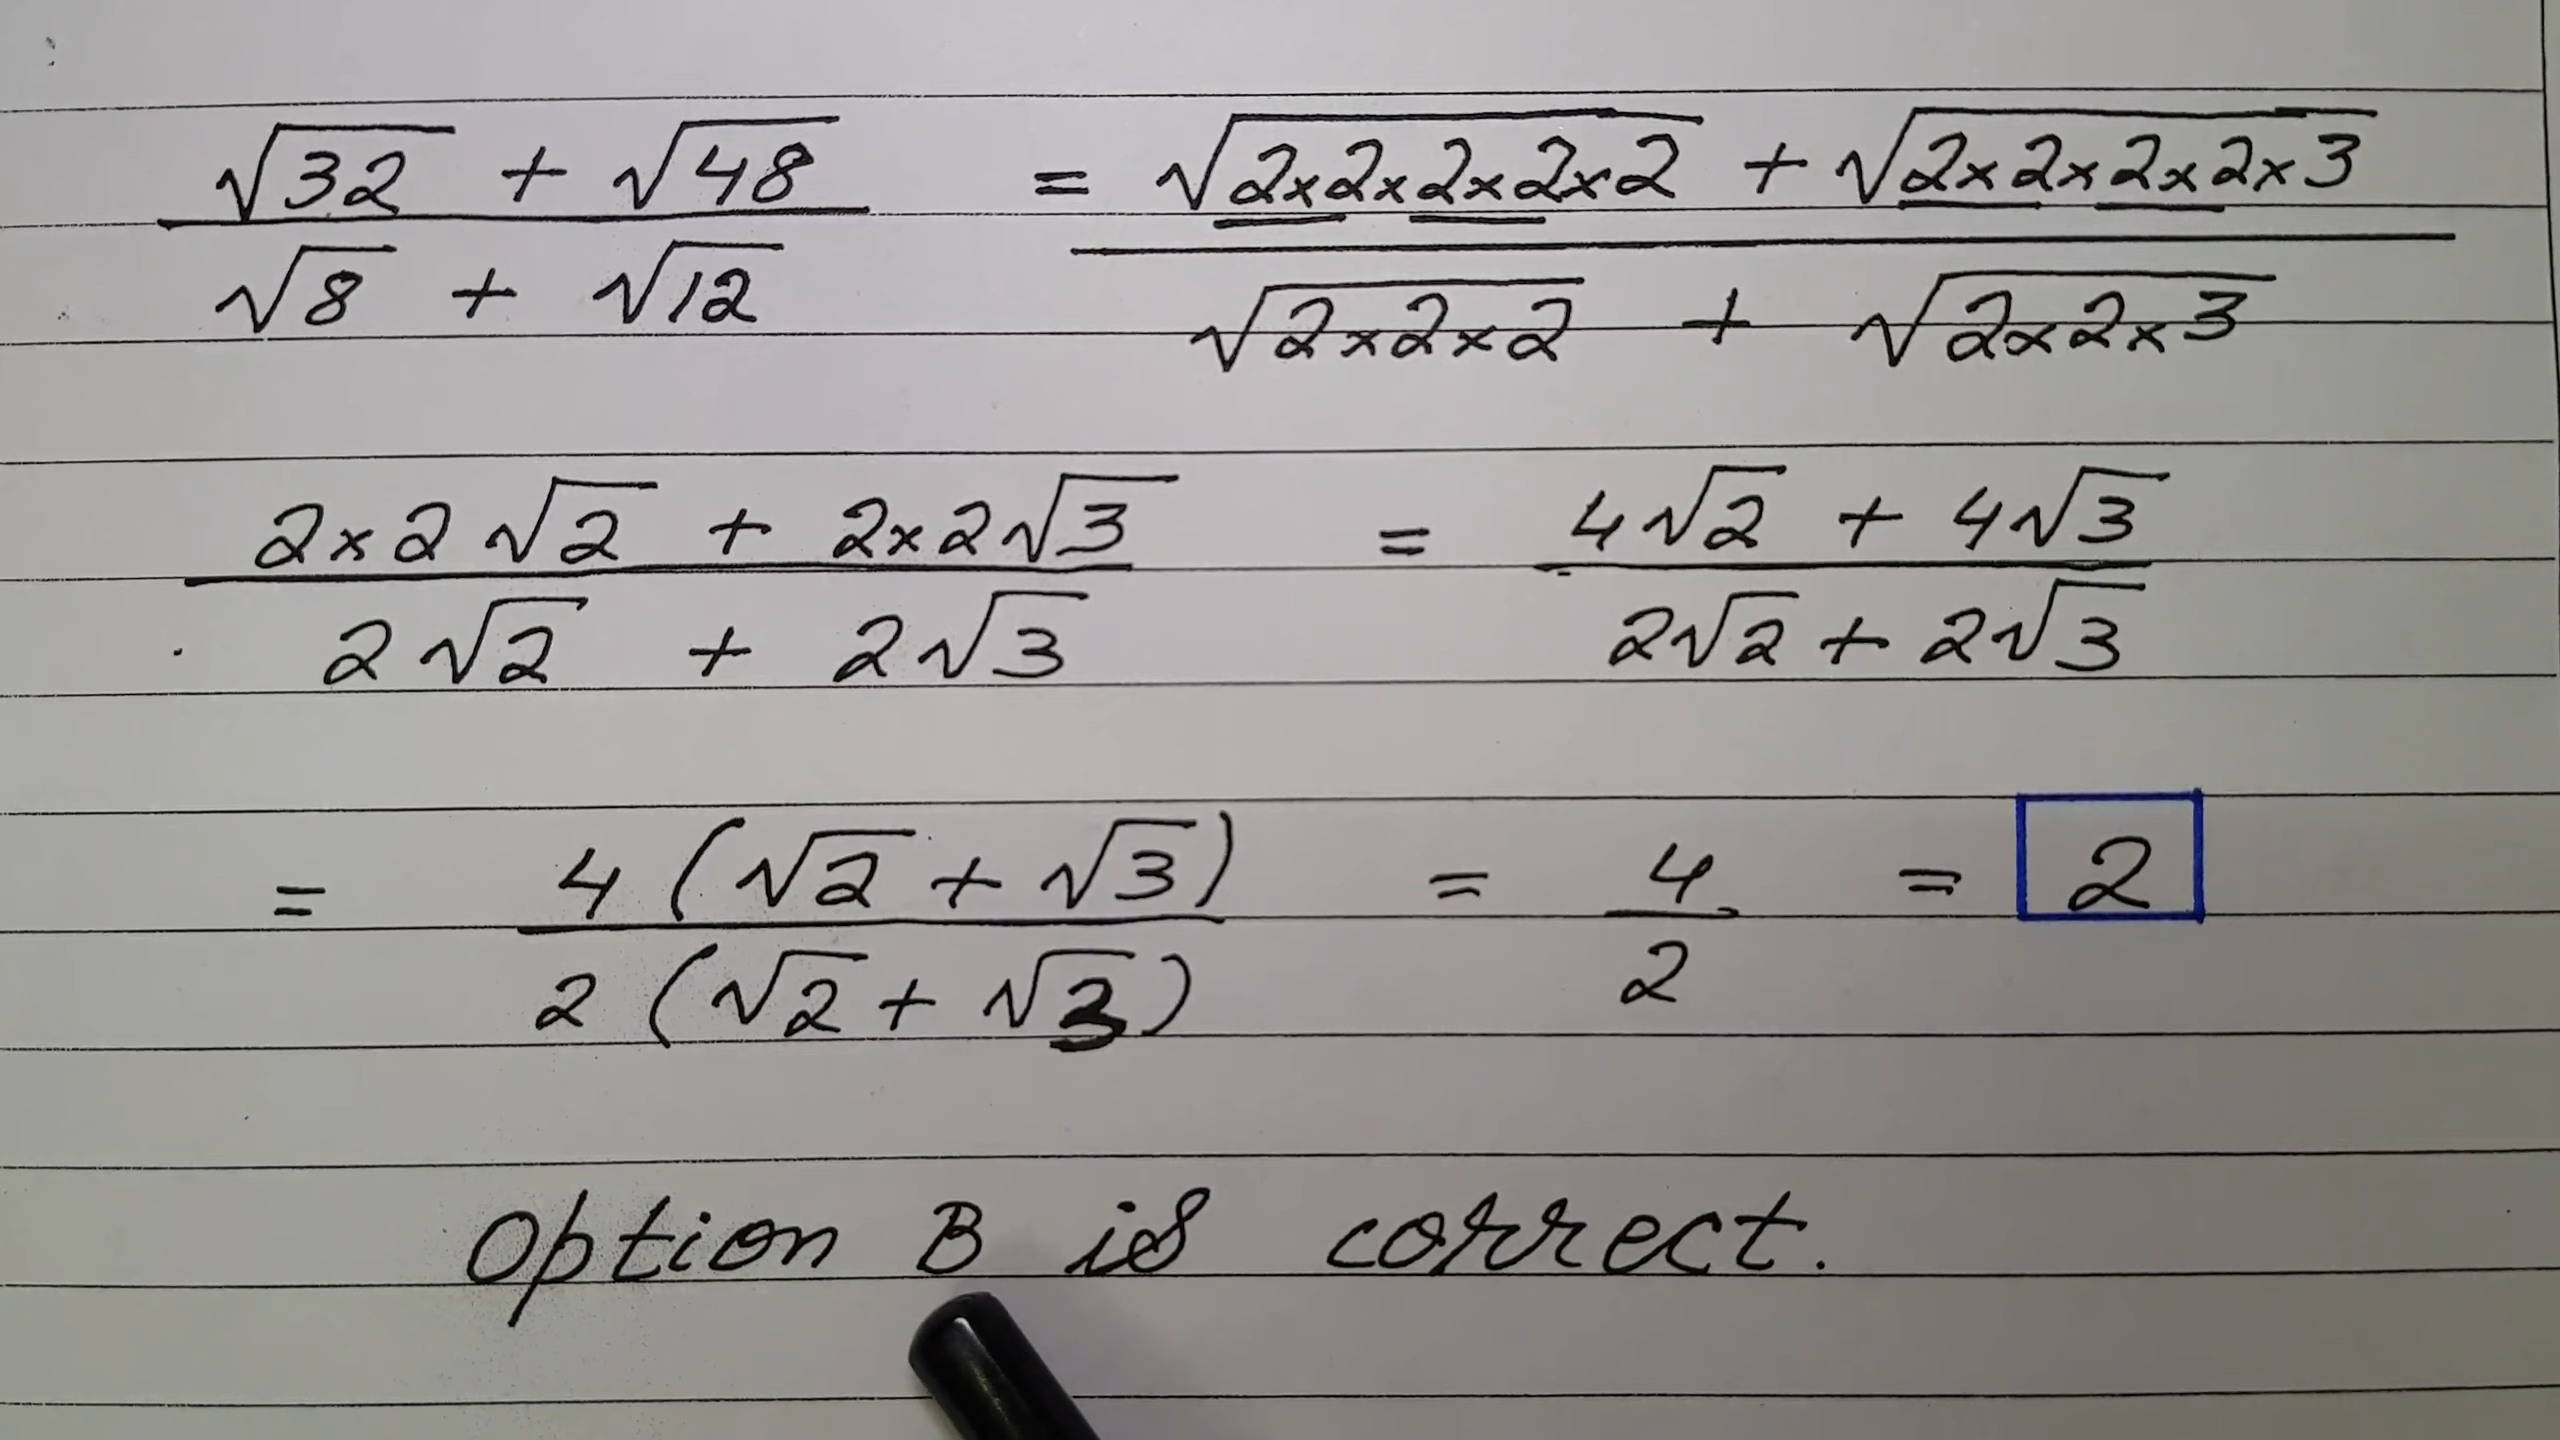 √32 + √48 / √8 + √12 = √2×2×2×2×2 + √2×2×2×2×3 / √2×2×2 + √2×2×3
2×2√2 + 2×2√3 / 2√2 + 2√3 = 4√2 + 4√3 / 2√2 + 2√3
= 4(√2 + √3) / 2(√2 + √3) = 4/2 = 2
Option B is correct.